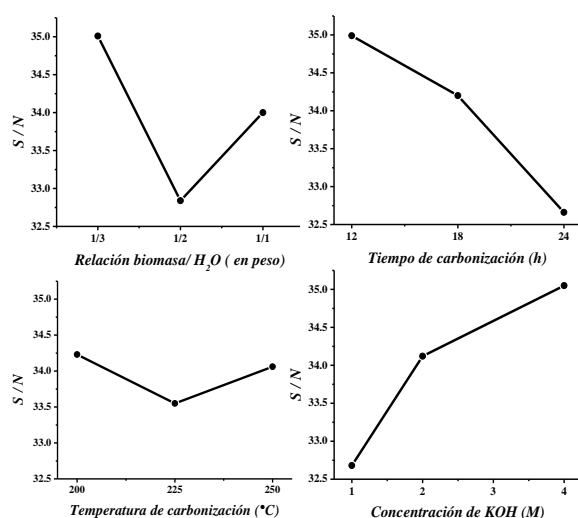 35.0
34.5
34.0
33.5
33.0
32.5
S / N
1/3 1/2 1/1
Relación biomasa/ H2O ( en peso)
35.0
34.5
34.0
33.5
33.0
32.5
S / N
12 18 24
Tiempo de carbonización (h)
35.0
34.5
34.0
33.5
33.0
32.5
S / N
200 225 250
Temperatura de carbonización (°C)
35.0
34.5
34.0
33.5
33.0
32.5
S / N
1 2 3 4
Concentración de KOH (M)